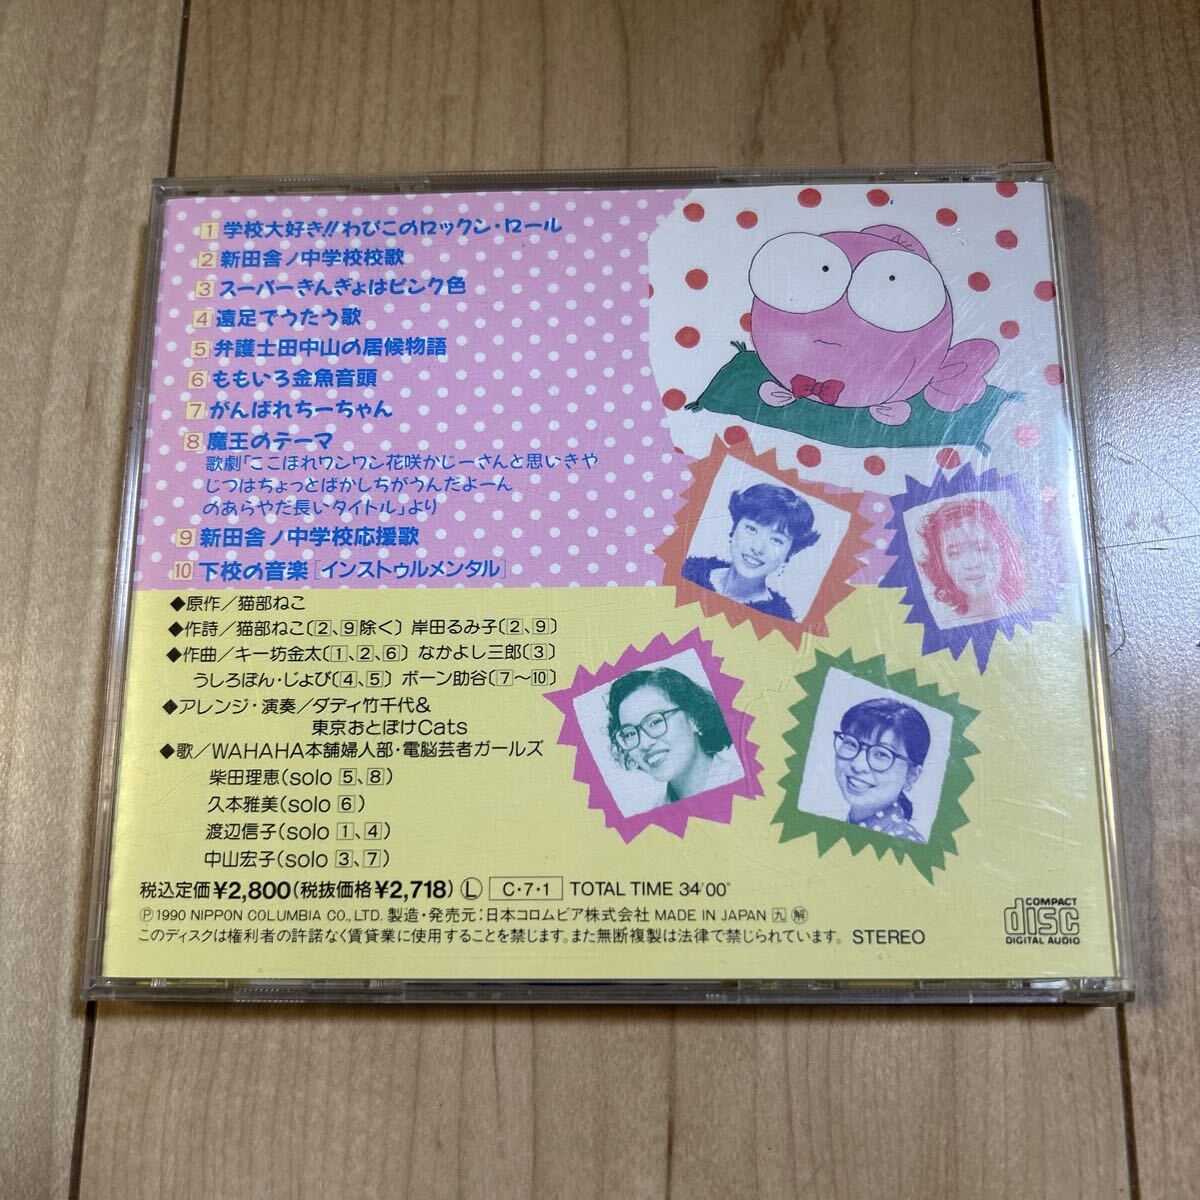 1 学校大好き!!わびこのロックン・ロール
2 新田舎ノ中学校校歌
3 スーパーきんぎょはピンク色
4 遠足でうたう歌
5 弁護士田中山の居候物語
6 ももいろ金魚音頭
7 がんばれちーちゃん
8 魔王のテーマ
歌劇「ここほれワンワン花咲かじーさんと思いきや
じつはちょっとばかしちがうんだよーん
のあらやだ長いタイトル」より
9 新田舎ノ中学校応援歌
10 下校の音楽[インストゥルメンタル]
◆原作／猫部ねこ
◆作詩／猫部ねこ〔2、9除く〕 岸田るみ子〔2、9〕
◆作曲／キー坊金太〔1、2、6〕 なかよし三郎〔3〕
うしろぽん・じょび〔4、5〕 ボーン助谷〔7～10〕
◆アレンジ・演奏／ダディ竹千代&
東京おとぼけCats
◆歌／WAHAHA本舗婦人部・電脳芸者ガールズ
柴田理恵(solo 5、8)
久本雅美(solo 6)
渡辺信子(solo 1、4)
中山宏子(solo 3、7)
税込定価¥2,800(税抜価格¥2,718) Ⓛ C・7・1 TOTAL TIME 34'00"
Ⓟ1990 NIPPON COLUMBIA CO., LTD. 製造・発売元:日本コロムビア株式会社 MADE IN JAPAN 九 解
このディスクは権利者の許諾なく賃貸業に使用することを禁じます。また無断複製は法律で禁じられています。 STEREO
COMPACT
disc
DIGITAL AUDIO